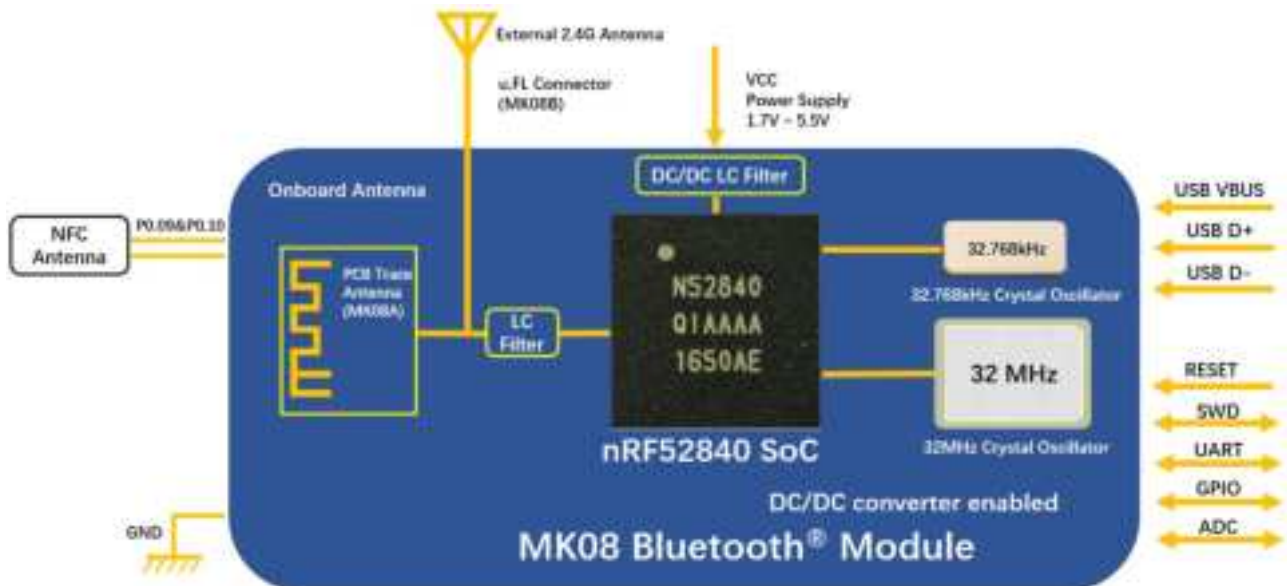 External 2.4G Antenna
u.FL Connector
(MK08B)
VCC
Power Supply
1.7V – 5.5V
Onboard Antenna
DC/DC LC Filter
USB VBUS
P0.09&P0.10
NFC
Antenna
USB D+
32.768kHz
USB D-
PCB Trace
Antenna
(MK08A)
32.768kHz Crystal Oscillator
N52840
QIAAAA
1650AE
LC
Filter
32 MHz
RESET
SWD
nRF52840 SoC
32MHz Crystal Oscillator
UART
GPIO
DC/DC converter enabled
GND
ADC
MK08 Bluetooth® Module